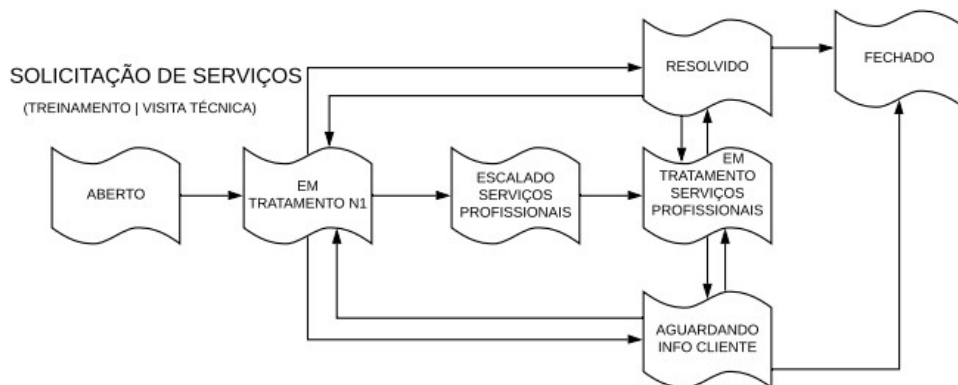 SOLICITAÇÃO DE SERVIÇOS
(TREINAMENTO | VISITA TÉCNICA)
ABERTO
EM
TRATAMENTO N1
ESCALADO
SERVIÇOS
PROFISSIONAIS
EM
TRATAMENTO
SERVIÇOS
PROFISSIONAIS
RESOLVIDO
FECHADO
AGUARDANDO
INFO CLIENTE